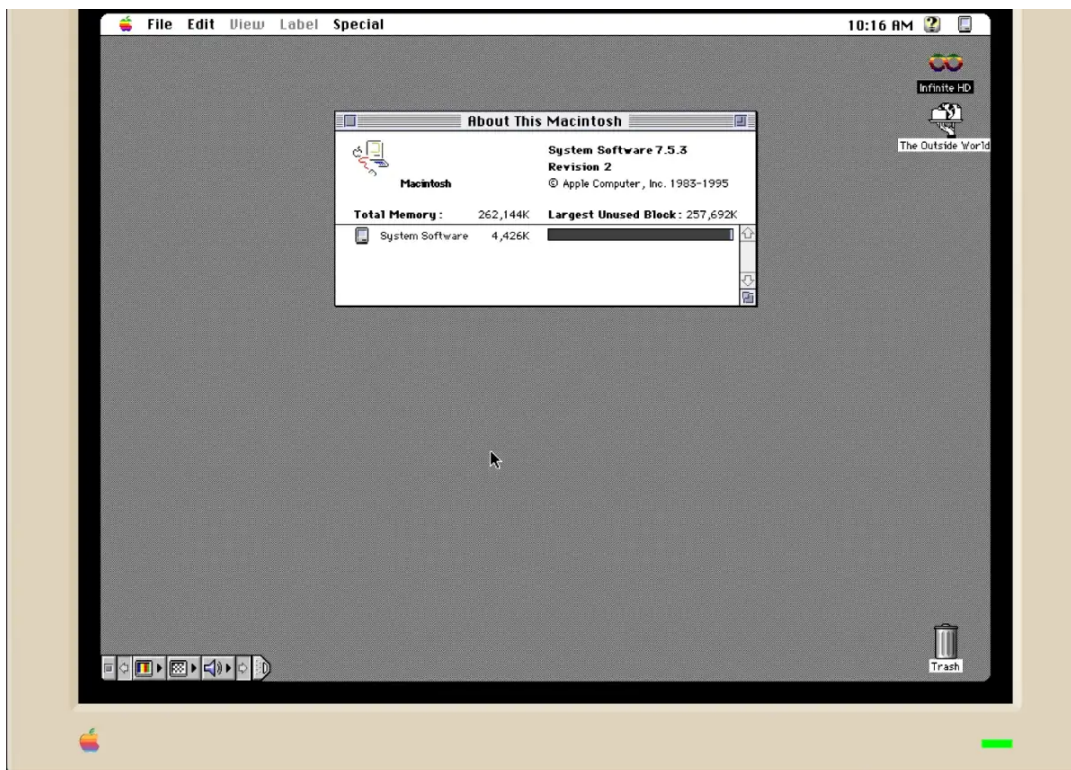 File Edit View Label Special 10:16 AM
Infinite HD
The Outside World
About This Macintosh
System Software 7.5.3
Revision 2
Macintosh
© Apple Computer, Inc. 1983-1995
Total Memory: 262,144K Largest Unused Block: 257,692K
System Software 4,426K
Trash